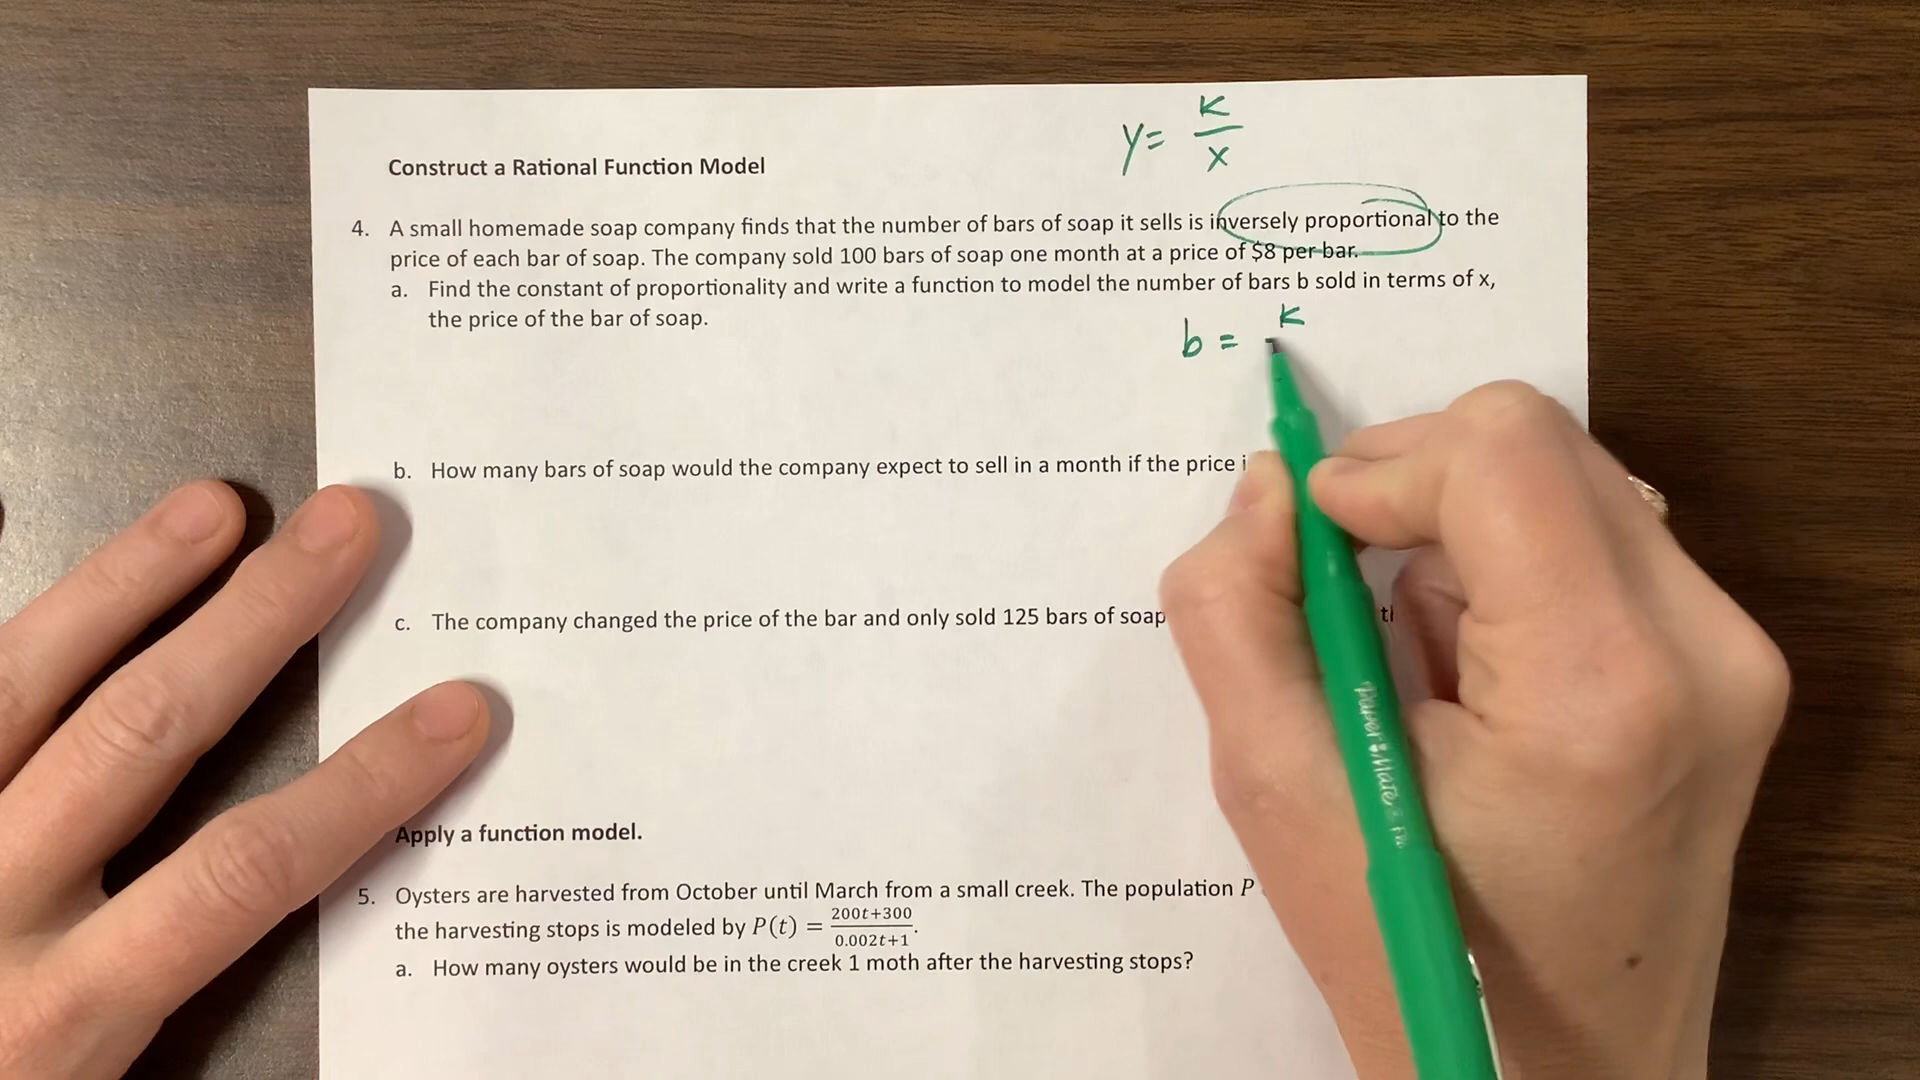 y = K/x
Construct a Rational Function Model
4. A small homemade soap company finds that the number of bars of soap it sells is inversely proportional to the
price of each bar of soap. The company sold 100 bars of soap one month at a price of $8 per bar.
a. Find the constant of proportionality and write a function to model the number of bars b sold in terms of x,
the price of the bar of soap.
b = K
b. How many bars of soap would the company expect to sell in a month if the price
c. The company changed the price of the bar and only sold 125 bars of soap
Apply a function model.
5. Oysters are harvested from October until March from a small creek. The population P
the harvesting stops is modeled by P(t) = 200t+300/0.002t+1.
a. How many oysters would be in the creek 1 moth after the harvesting stops?
Paper Mate